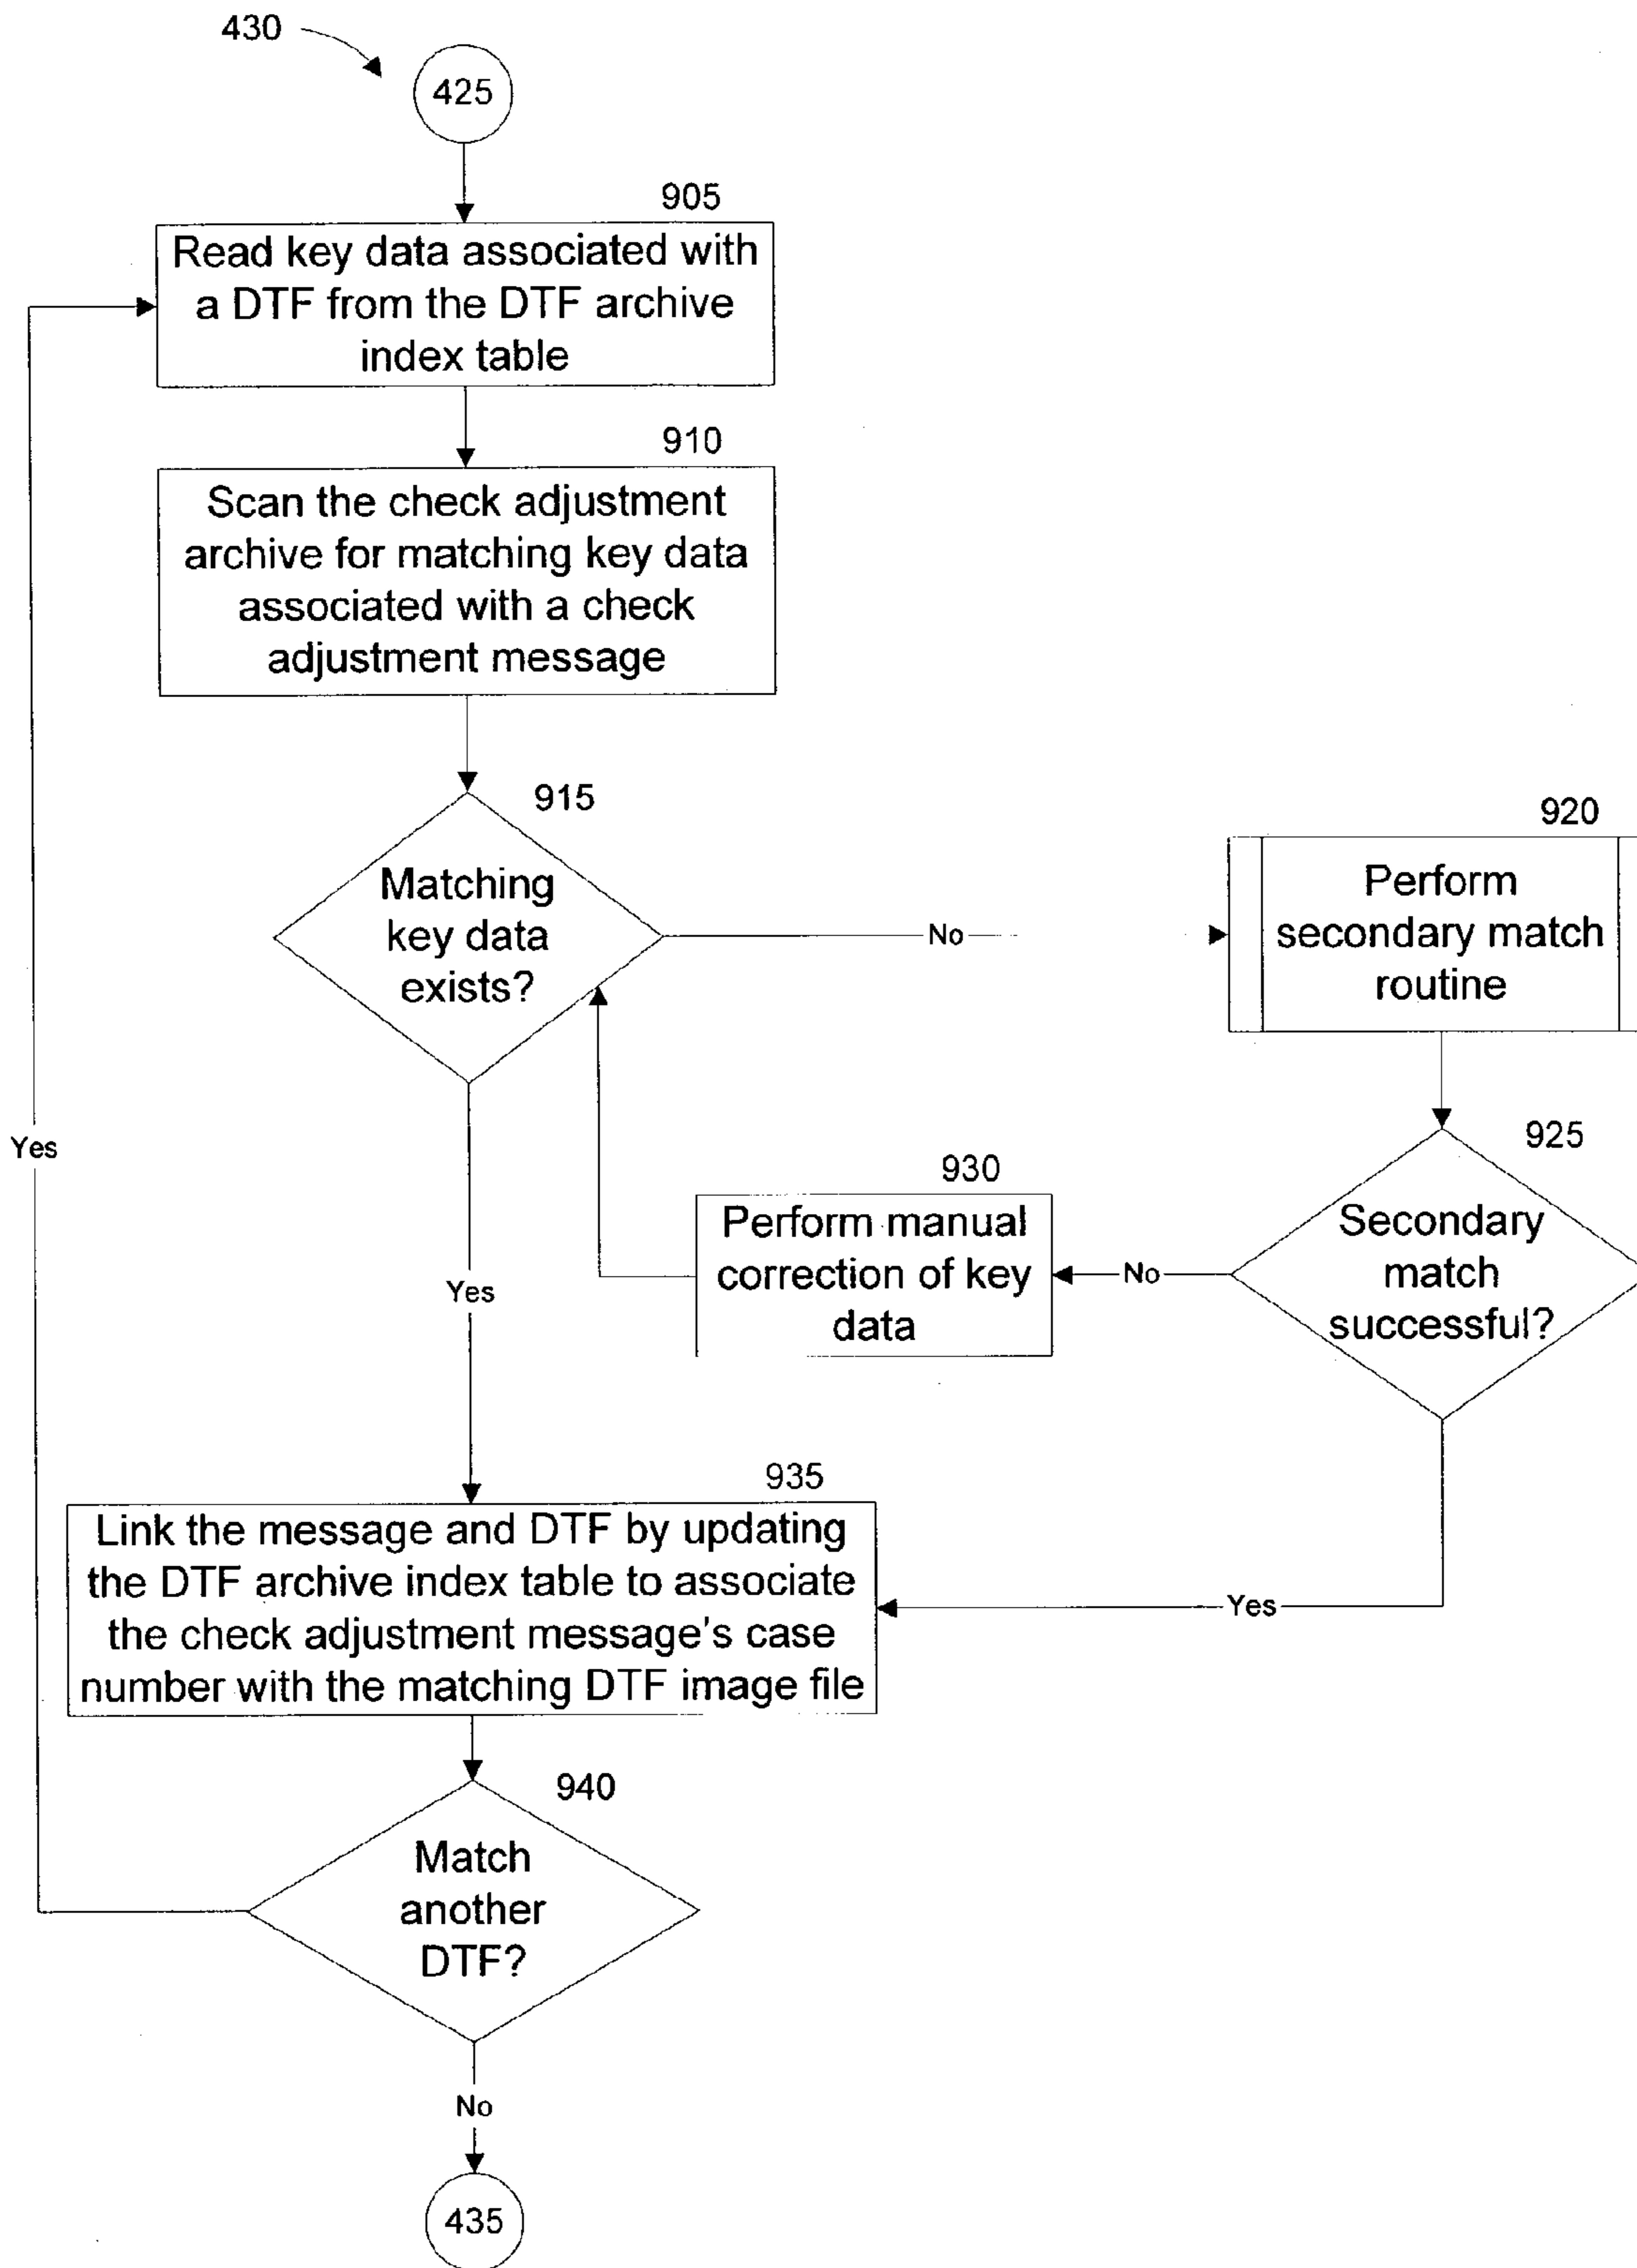 430
425
905
Read key data associated with
a DTF from the DTF archive
index table
910
Scan the check adjustment
archive for matching key data
associated with a check
adjustment message
915
Matching
key data
exists?
No
920
Perform
secondary match
routine
925
Secondary
match
successful?
No
930
Perform manual
correction of key
data
Yes
Yes
Yes
935
Link the message and DTF by updating
the DTF archive index table to associate
the check adjustment message's case
number with the matching DTF image file
940
Match
another
DTF?
No
435